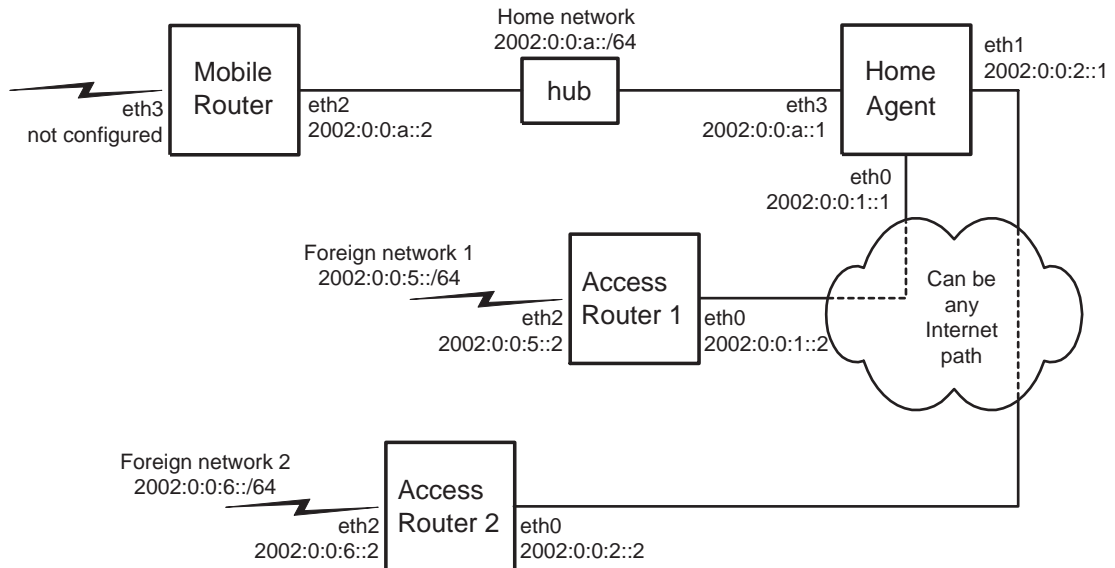 Home network
2002:0:0:a::/64
Mobile
Router
hub
Home
Agent
eth1
2002:0:0:2::1
eth3
not configured
eth2
2002:0:0:a::2
eth3
2002:0:0:a::1
eth0
2002:0:0:1::1
Foreign network 1
2002:0:0:5::/64
Access
Router 1
eth2
2002:0:0:5::2
eth0
2002:0:0:1::2
Can be
any
Internet
path
Foreign network 2
2002:0:0:6::/64
Access
Router 2
eth2
2002:0:0:6::2
eth0
2002:0:0:2::2